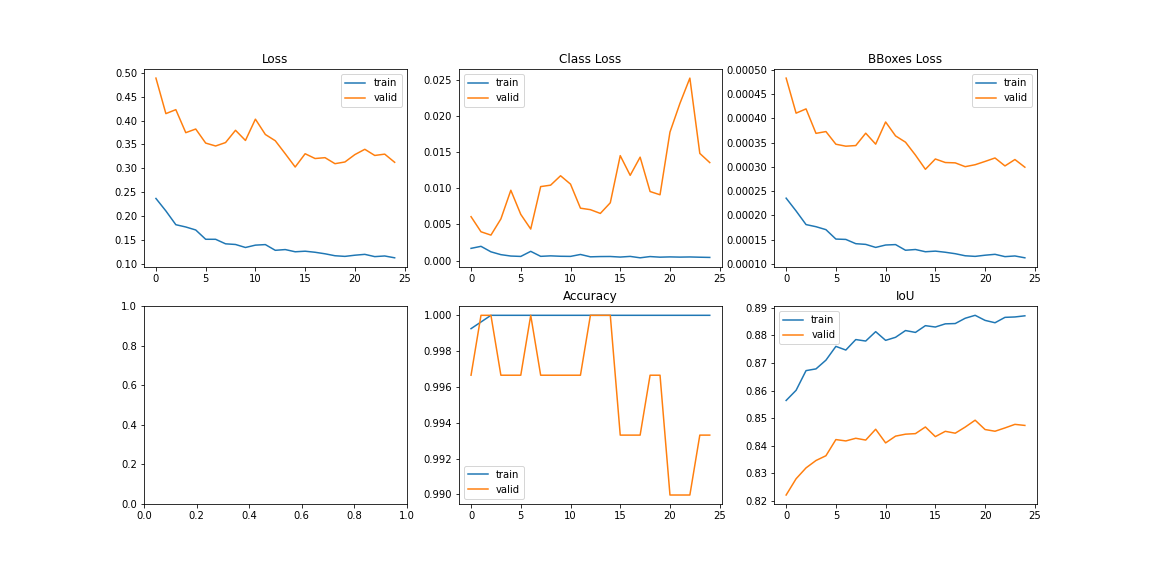 Loss
0.50
0.45
0.40
0.35
0.30
0.25
0.20
0.15
0.10
0 5 10 15 20 25
train
valid
Class Loss
0.025
0.020
0.015
0.010
0.005
0.000
0 5 10 15 20 25
train
valid
BBoxes Loss
0.00050
0.00045
0.00040
0.00035
0.00030
0.00025
0.00020
0.00015
0.00010
0 5 10 15 20 25
train
valid
1.0
0.8
0.6
0.4
0.2
0.0
0.0 0.2 0.4 0.6 0.8 1.0
Accuracy
1.000
0.998
0.996
0.994
0.992
0.990
0 5 10 15 20 25
train
valid
IoU
0.89
0.88
0.87
0.86
0.85
0.84
0.83
0.82
0 5 10 15 20 25
train
valid